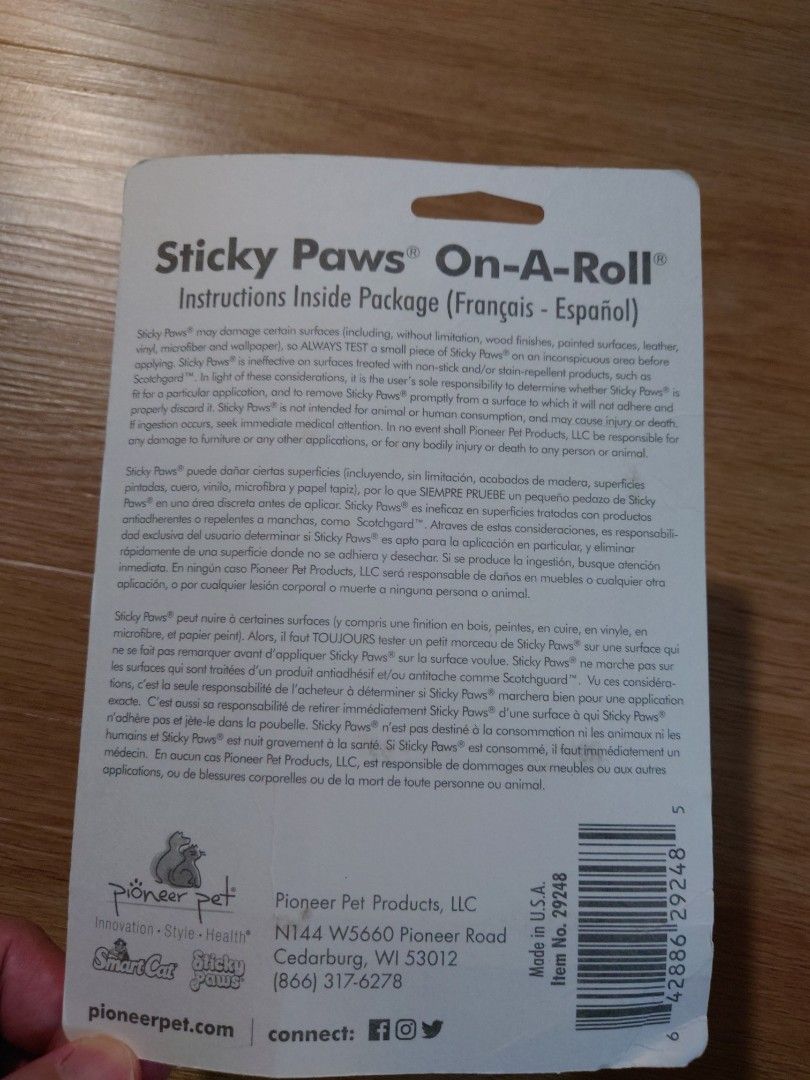 Sticky Paws® On-A-Roll®
Instructions Inside Package (Français - Español)
Sticky Paws® may damage certain surfaces (including, without limitation, wood finishes, painted surfaces, leather,
vinyl, microfiber and wallpaper), so ALWAYS TEST a small piece of Sticky Paws® on an inconspicuous area before
applying. Sticky Paws® is ineffective on surfaces treated with non-stick and/or stain-repellent products, such as
Scotchgard™. In light of these considerations, it is the user's sole responsibility to determine whether Sticky Paws® is
fit for a particular application, and to remove Sticky Paws® promptly from a surface to which it will not adhere and
properly discard it. Sticky Paws® is not intended for animal or human consumption, and may cause injury or death.
If ingestion occurs, seek immediate medical attention. In no event shall Pioneer Pet Products, LLC be responsible for
any damage to furniture or any other applications, or for any bodily injury or death to any person or animal.
Sticky Paws® puede dañar ciertas superficies (incluyendo, sin limitación, acabados de madera, superficies
pintadas, cuero, vinilo, microfibra y papel tapiz), por lo que SIEMPRE PRUEBE un pequeño pedazo de Sticky
Paws® en una área discreta antes de aplicar. Sticky Paws® es ineficaz en superficies tratadas con productos
antiadherentes o repelentes a manchas, como Scotchgard™. Atraves de estas consideraciones, es responsabili-
dad exclusiva del usuario determinar si Sticky Paws® es apto para la aplicación en particular, y eliminar
rápidamente de una superficie donde no se adhiera y desechar. Si se produce la ingestión, busque atención
inmediata. En ningún caso Pioneer Pet Products, LLC será responsable de daños en muebles o cualquier otra
aplicación, o por cualquier lesión corporal o muerte a ninguna persona o animal.
Sticky Paws® peut nuire à certaines surfaces (y compris une finition en bois, peintes, en cuire, en vinyle, en
microfibre, et papier peint). Alors, il faut TOUJOURS tester un petit morceau de Sticky Paws® sur une surface qui
ne se fait pas remarquer avant d'appliquer Sticky Paws® sur la surface voulue. Sticky Paws® ne marche pas sur
les surfaces qui sont traitées d'un produit antiadhésif et/ou antitache comme Scotchguard™. Vu ces considéra-
tions, c'est la seule responsabilité de l'acheteur à déterminer si Sticky Paws® marchera bien pour une application
exacte. C'est aussi sa responsabilité de retirer immédiatement Sticky Paws® d'une surface à qui Sticky Paws®
n'adhère pas et jète-le dans la poubelle. Sticky Paws® n'est pas destiné à la consommation ni les animaux ni les
humains et Sticky Paws® est nuit gravement à la santé. Si Sticky Paws® est consommé, il faut immédiatement un
médecin. En aucun cas Pioneer Pet Products, LLC, est responsible de dommages aux meubles ou aux autres
applications, ou de blessures corporelles ou de la mort de toute personne ou animal.
pioneer pet®
Innovation • Style • Health®
SmartCat
Sticky Paws®
pioneerpet.com
connect:
Pioneer Pet Products, LLC
N144 W5660 Pioneer Road
Cedarburg, WI 53012
(866) 317-6278
Made in U.S.A.
Item No. 29248
6 42886 29248 5